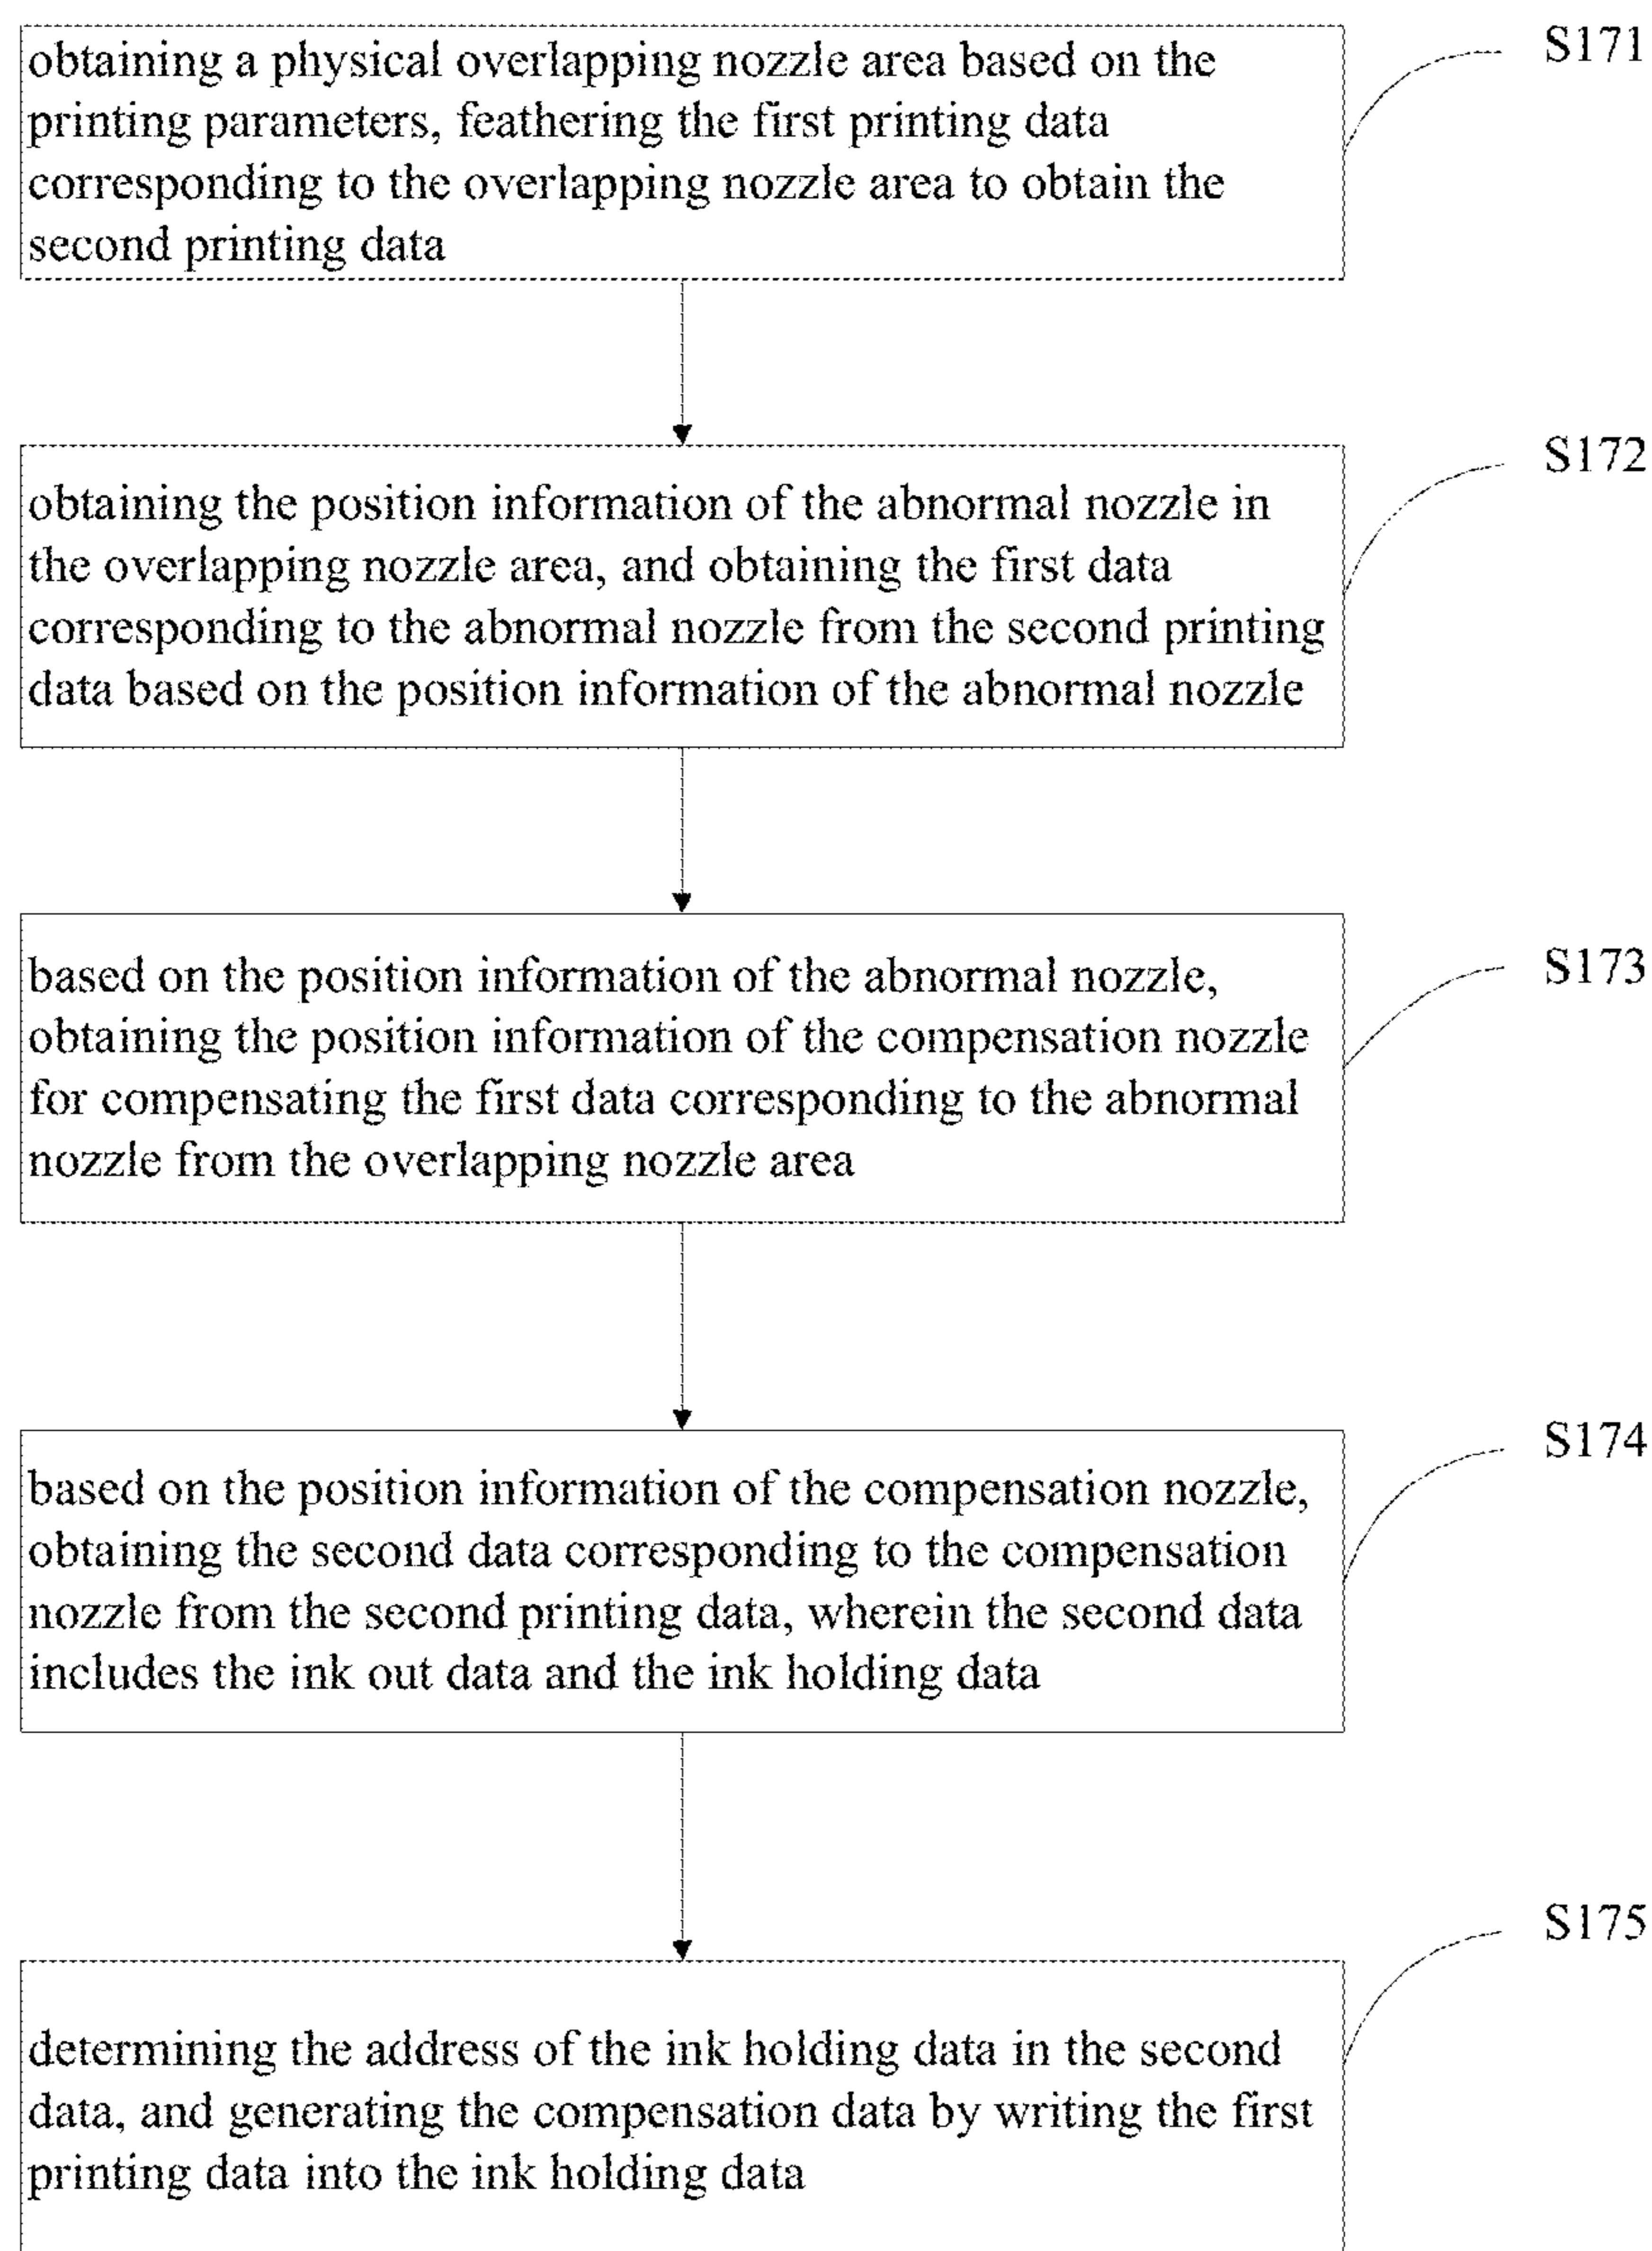 obtaining a physical overlapping nozzle area based on the
printing parameters, feathering the first printing data
corresponding to the overlapping nozzle area to obtain the
second printing data
S171
obtaining the position information of the abnormal nozzle in
the overlapping nozzle area, and obtaining the first data
corresponding to the abnormal nozzle from the second printing
data based on the position information of the abnormal nozzle
S172
based on the position information of the abnormal nozzle,
obtaining the position information of the compensation nozzle
for compensating the first data corresponding to the abnormal
nozzle from the overlapping nozzle area
S173
based on the position information of the compensation nozzle,
obtaining the second data corresponding to the compensation
nozzle from the second printing data, wherein the second data
includes the ink out data and the ink holding data
S174
determining the address of the ink holding data in the second
data, and generating the compensation data by writing the first
printing data into the ink holding data
S175